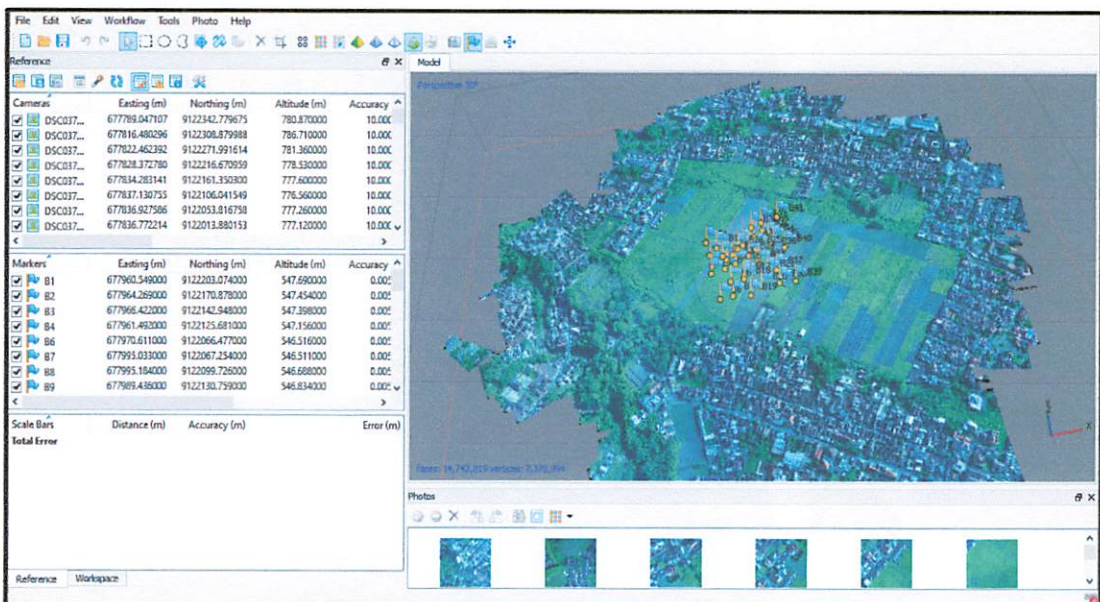 File Edit View Workflow Tools Photo Help
Reference
Model
Perspective 30°
Cameras Easting (m) Northing (m) Altitude (m) Accuracy
DSC037... 677789.047107 9122342.779675 780.870000 10.000
DSC037... 677816.480296 9122308.879988 786.710000 10.000
DSC037... 677822.462392 9122271.991614 781.360000 10.000
DSC037... 677828.372780 9122216.670959 778.530000 10.000
DSC037... 677834.283141 9122161.350300 777.600000 10.000
DSC037... 677837.130755 9122106.041549 776.560000 10.000
DSC037... 677836.927586 9122053.816758 777.260000 10.000
DSC037... 677836.772214 9122013.880153 777.120000 10.000
Markers Easting (m) Northing (m) Altitude (m) Accuracy
B1 677960.549000 9122203.074000 547.690000 0.005
B2 677964.269000 9122170.878000 547.454000 0.005
B3 677966.422000 9122142.948000 547.398000 0.005
B4 677961.492000 9122125.681000 547.156000 0.005
B6 677970.611000 9122066.477000 546.516000 0.005
B7 677995.033000 9122067.254000 546.511000 0.005
B8 677995.184000 9122099.726000 546.688000 0.005
B9 677989.436000 9122130.759000 546.834000 0.005
Scale Bars Distance (m) Accuracy (m) Error (m)
Total Error
X
Photos
Reference Workspace